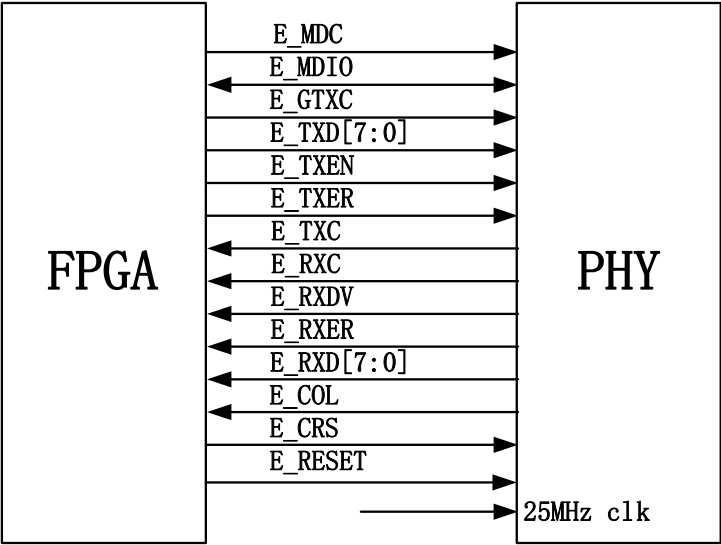 E_MDC
E_MDIO
E_GTXC
E_TXD[7:0]
E_TXEN
E_TXER
E_TXC
FPGA
PHY
E_RXC
E_RXDV
E_RXER
E_RXD[7:0]
E_COL
E_CRS
E_RESET
25MHz clk